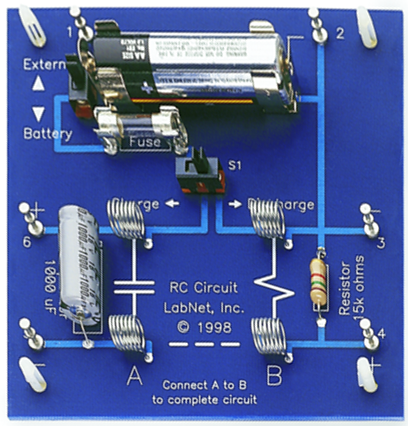 1
2
Extern
Battery
Fuse
S1
rge
Discharge
6
3
1000 uF
RC Circuit
LabNet, Inc.
© 1998
Resistor
15k ohms
4
A
B
Connect A to B
to complete circuit